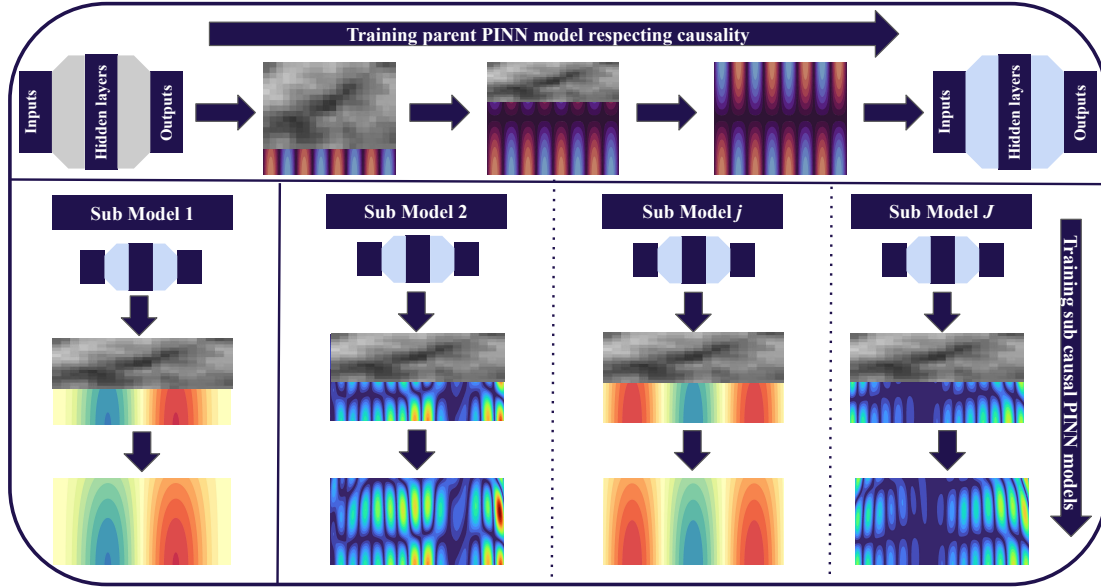 Training parent PINN model respecting causality
Inputs
Hidden layers
Outputs
Inputs
Hidden layers
Outputs
Sub Model 1
Sub Model 2
Sub Model j
Sub Model J
Training sub causal PINN models